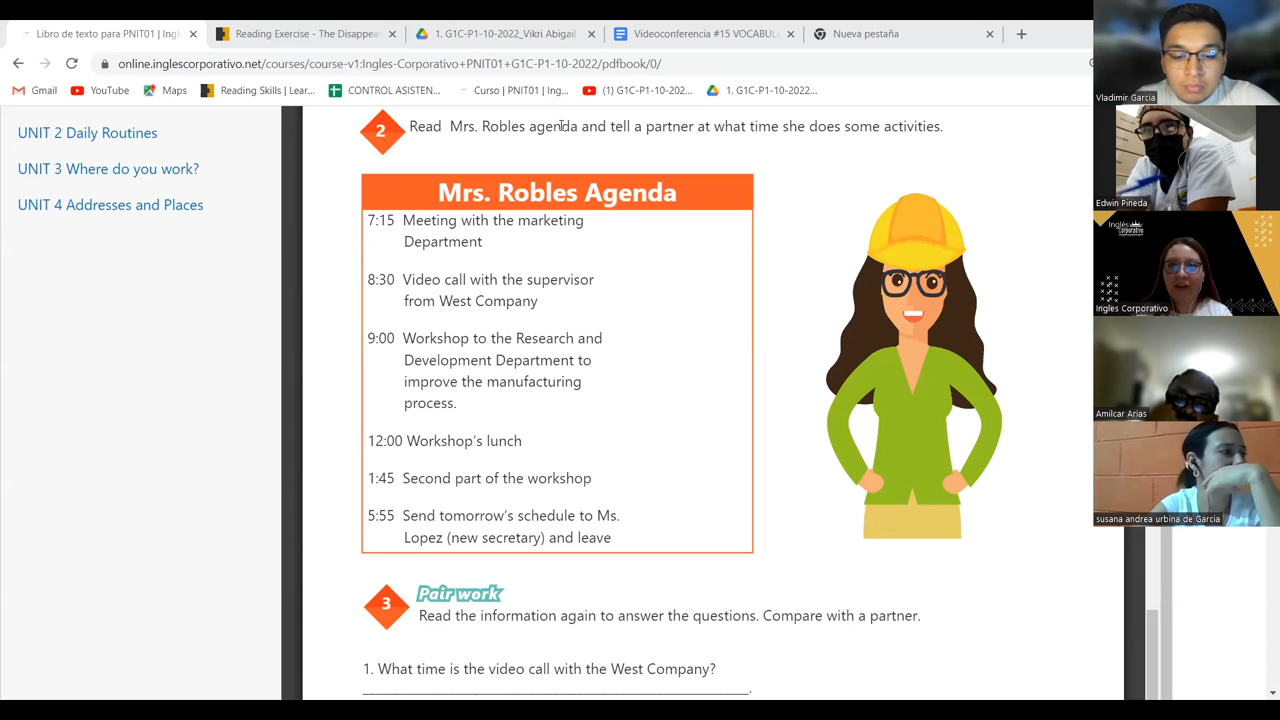 Libro de texto para PNIT01 | Ingl
Reading Exercise - The Disappea
1. G1C-P1-10-2022_Vikri Abigail
Videoconferencia #15 VOCABUL
Nueva pestaña
online.inglescorporativo.net/courses/course-v1:Ingles-Corporativo+PNIT01+G1C-P1-10-2022/pdfbook/0/
Gmail
YouTube
Maps
Reading Skills | Lear...
CONTROL ASISTEN...
Curso | PNIT01 | Ing...
(1) G1C-P1-10-202...
1. G1C-P1-10-2022...
UNIT 2 Daily Routines
UNIT 3 Where do you work?
UNIT 4 Addresses and Places
2
Read Mrs. Robles agenda and tell a partner at what time she does some activities.
Mrs. Robles Agenda
7:15 Meeting with the marketing
Department
8:30 Video call with the supervisor
from West Company
9:00 Workshop to the Research and
Development Department to
improve the manufacturing
process.
12:00 Workshop's lunch
1:45 Second part of the workshop
5:55 Send tomorrow's schedule to Ms.
Lopez (new secretary) and leave
3
Pair work
Read the information again to answer the questions. Compare with a partner.
1. What time is the video call with the West Company?
Vladimir Garcia
Edwin Pineda
Inglés
Corporativo
Ingles Corporativo
Amilcar Arias
susana andrea urbina de Garcia